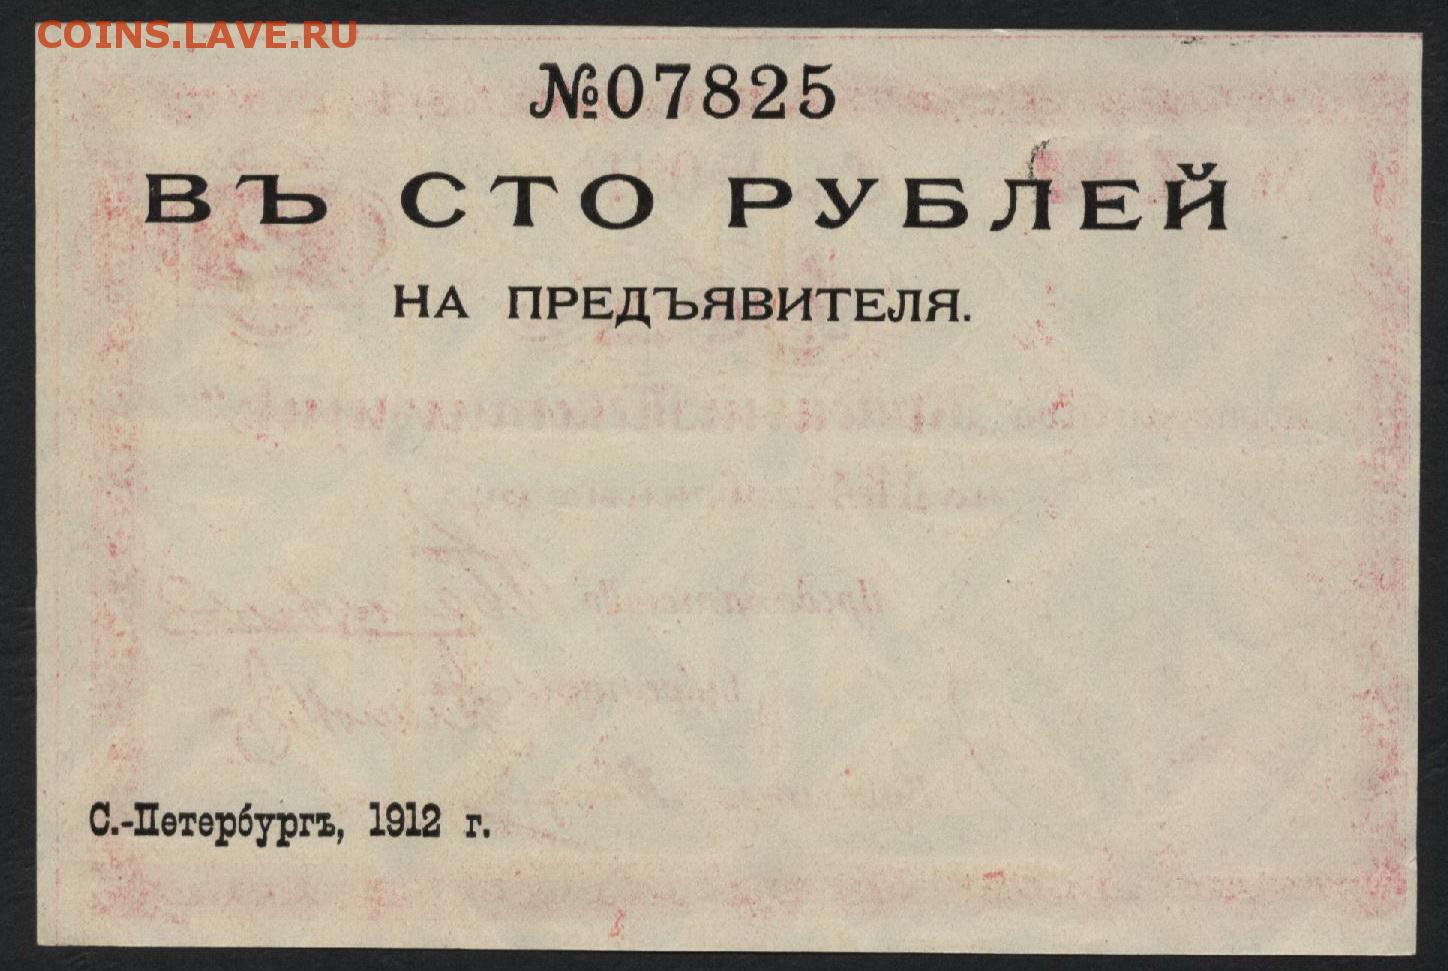 COINS.LAVE.RU
№07825
ВЪ СТО РУБЛЕЙ
НА ПРЕДЪЯВИТЕЛЯ.
С.-Петербургъ, 1912 г.